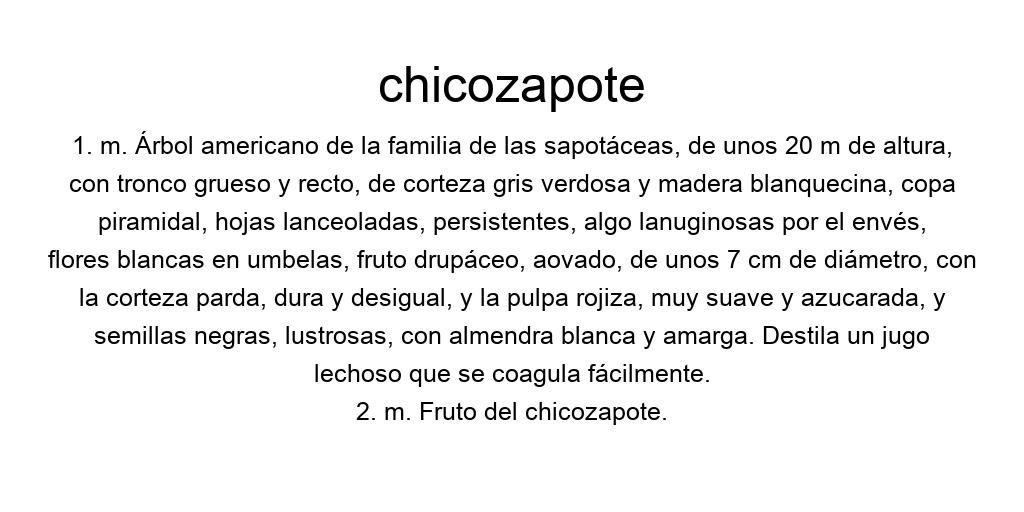 chicozapote
1. m. Árbol americano de la familia de las sapotáceas, de unos 20 m de altura,
con tronco grueso y recto, de corteza gris verdosa y madera blanquecina, copa
piramidal, hojas lanceoladas, persistentes, algo lanuginosas por el envés,
flores blancas en umbelas, fruto drupáceo, aovado, de unos 7 cm de diámetro, con
la corteza parda, dura y desigual, y la pulpa rojiza, muy suave y azucarada, y
semillas negras, lustrosas, con almendra blanca y amarga. Destila un jugo
lechoso que se coagula fácilmente.
2. m. Fruto del chicozapote.